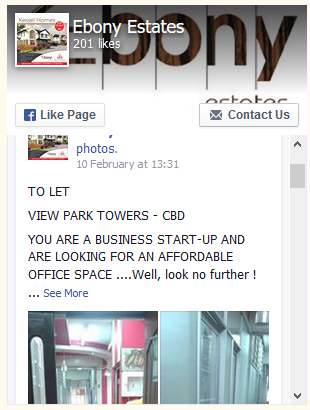 Kessel Homes
Ebony Estates
201 likes
Ebony
estates
Like Page
Contact Us
photos.
10 February at 13:31
TO LET
VIEW PARK TOWERS - CBD
YOU ARE A BUSINESS START-UP AND
ARE LOOKING FOR AN AFFORDABLE
OFFICE SPACE ....Well, look no further !
... See More